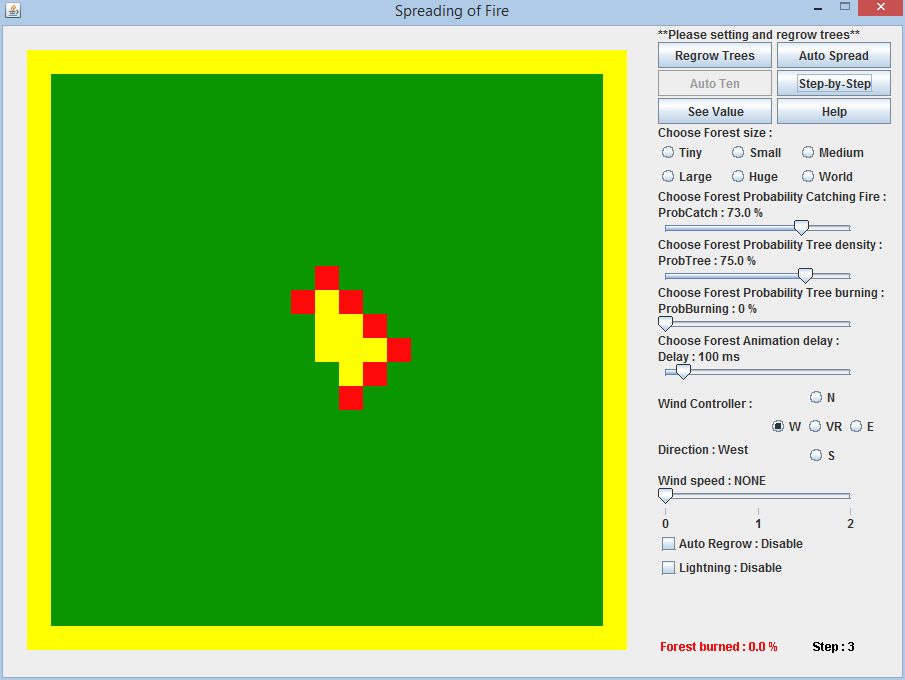 Spreading of Fire
**Please setting and regrow trees**
Regrow Trees
Auto Spread
Auto Ten
Step-by-Step
See Value
Help
Choose Forest size :
Tiny
Small
Medium
Large
Huge
World
Choose Forest Probability Catching Fire :
ProbCatch : 73.0 %
Choose Forest Probability Tree density :
ProbTree : 75.0 %
Choose Forest Probability Tree burning :
ProbBurning : 0 %
Choose Forest Animation delay :
Delay : 100 ms
N
Wind Controller :
W
VR
E
Direction : West
S
Wind speed : NONE
0
1
2
Auto Regrow : Disable
Lightning : Disable
Forest burned : 0.0 %
Step : 3